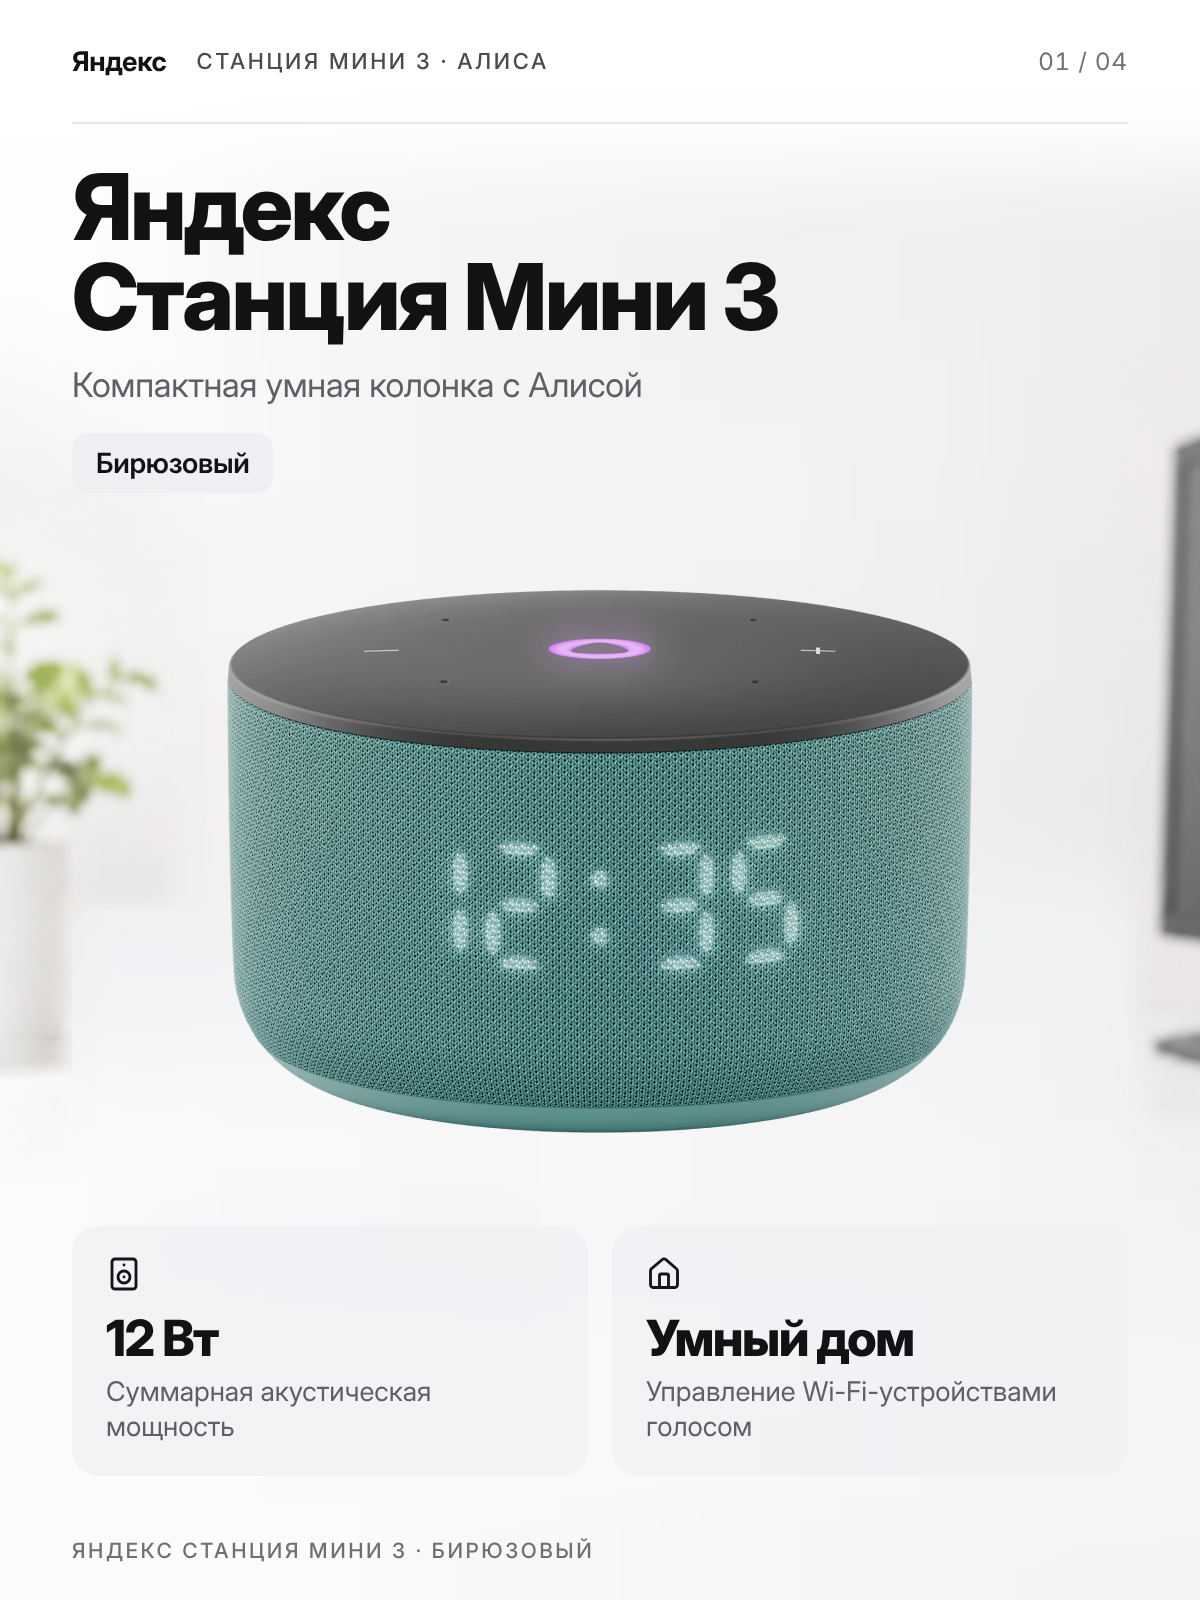 Яндекс СТАНЦИЯ МИНИ 3 · АЛИСА 01 / 04
Яндекс
Станция Мини 3
Компактная умная колонка с Алисой
Бирюзовый
12:35
12 Вт
Суммарная акустическая
мощность
Умный дом
Управление Wi-Fi-устройствами
голосом
ЯНДЕКС СТАНЦИЯ МИНИ 3 · БИРЮЗОВЫЙ